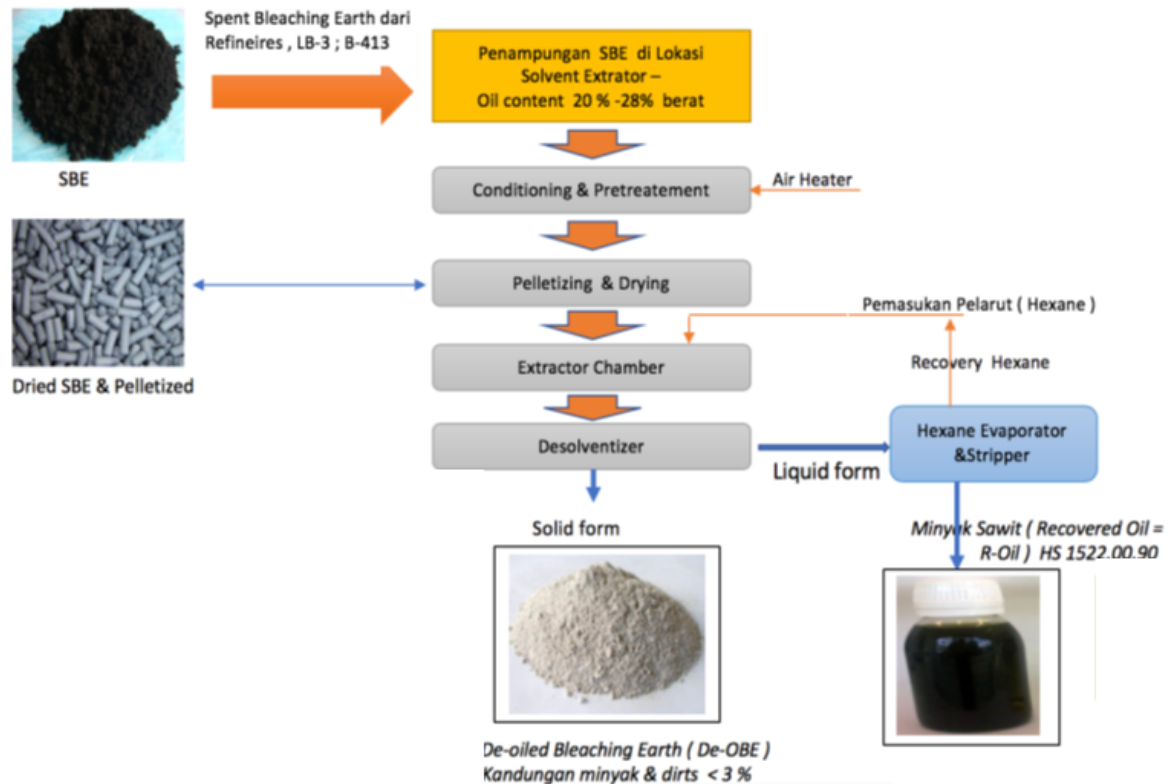 Spent Bleaching Earth dari
Refineires , LB-3 ; B-413
SBE
Penampungan SBE di Lokasi
Solvent Extrator –
Oil content 20 % -28% berat
Conditioning & Pretreatement
Air Heater
Pelletizing & Drying
Dried SBE & Pelletized
Pemasukan Pelarut ( Hexane )
Extractor Chamber
Recovery Hexane
Desolventizer
Liquid form
Hexane Evaporator
&Stripper
Solid form
Minyak Sawit ( Recovered Oil =
R-Oil ) HS 1522.00.90
De-oiled Bleaching Earth ( De-OBE )
Kandungan minyak & dirts < 3 %